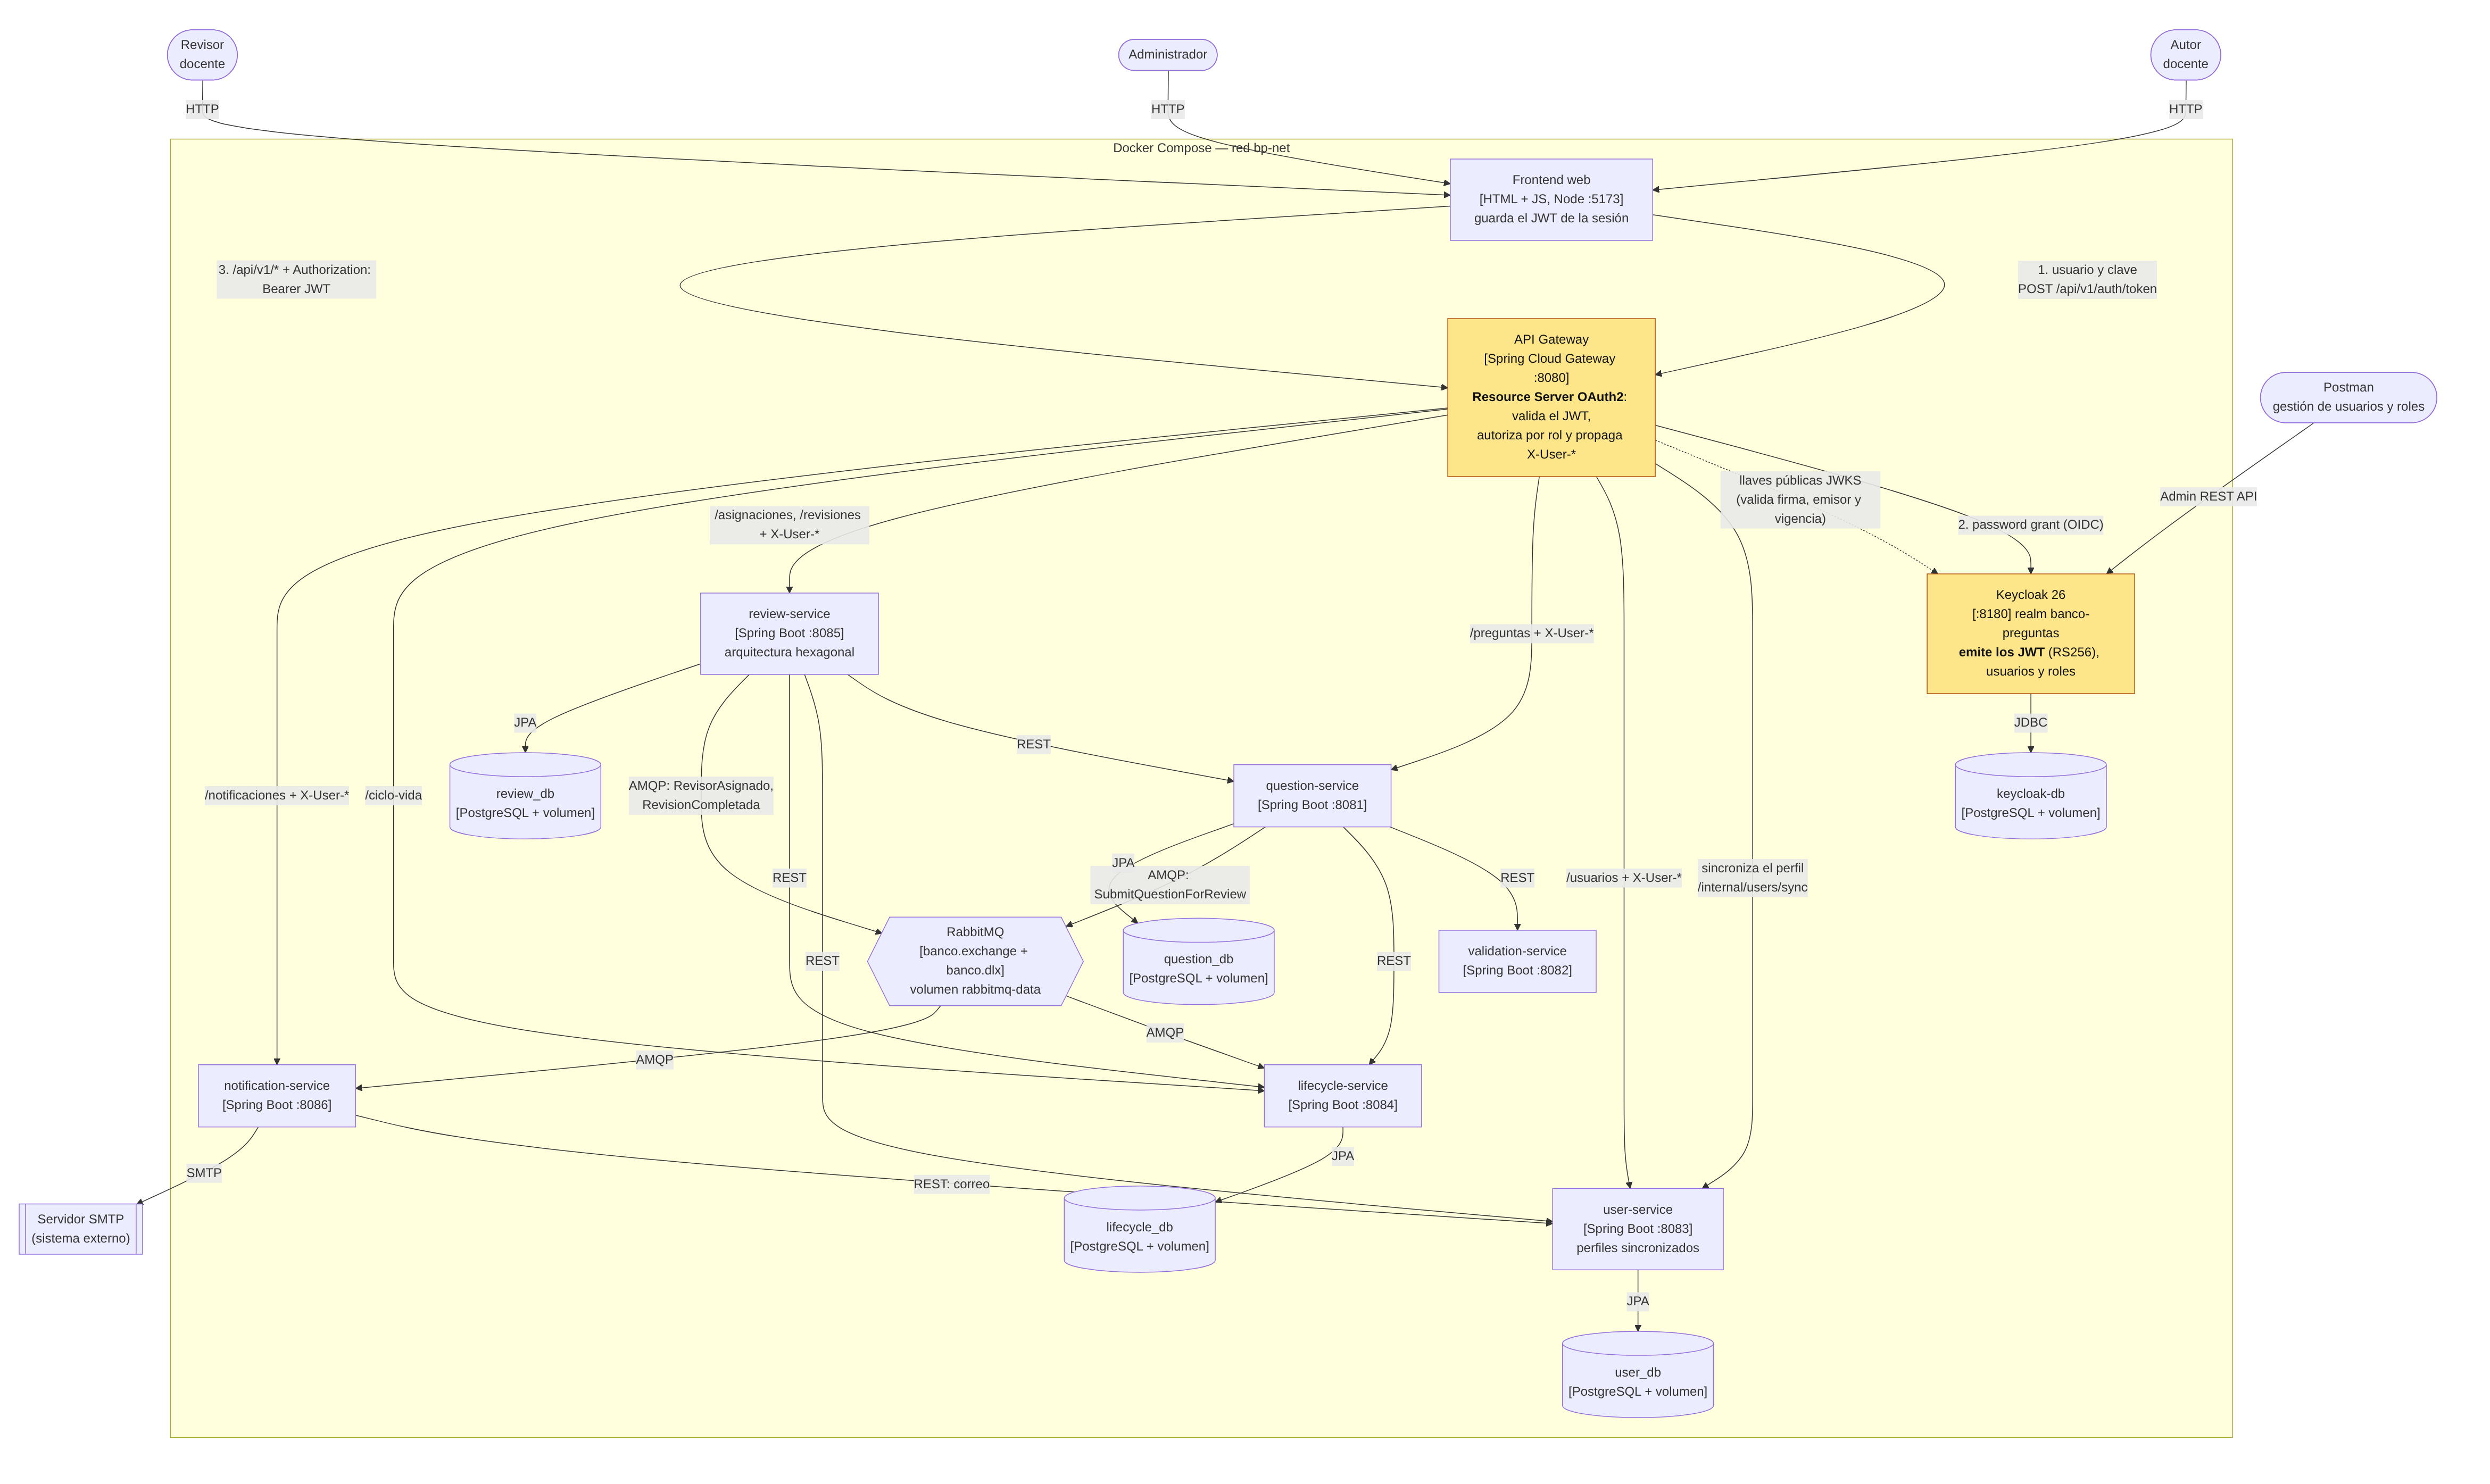 Revisor
docente
Administrador
Autor
docente
HTTP
HTTP
HTTP
Docker Compose — red bp-net
Frontend web
[HTML + JS, Node :5173]
guarda el JWT de la sesión
3. /api/v1/* + Authorization:
Bearer JWT
1. usuario y clave
POST /api/v1/auth/token
API Gateway
[Spring Cloud Gateway
:8080]
Resource Server OAuth2:
valida el JWT,
autoriza por rol y propaga
X-User-*
Postman
gestión de usuarios y roles
llaves públicas JWKS
(valida firma, emisor y
vigencia)
Admin REST API
/asignaciones, /revisiones
+ X-User-*
2. password grant (OIDC)
review-service
[Spring Boot :8085]
arquitectura hexagonal
/preguntas + X-User-*
Keycloak 26
[:8180] realm banco-
preguntas
emite los JWT (RS256),
usuarios y roles
JPA
REST
JDBC
/notificaciones + X-User-*
/ciclo-vida
review_db
[PostgreSQL + volumen]
AMQP: RevisorAsignado,
RevisionCompletada
question-service
[Spring Boot :8081]
keycloak-db
[PostgreSQL + volumen]
REST
JPA
AMQP:
SubmitQuestionForReview
REST
/usuarios + X-User-*
sincroniza el perfil
/internal/users/sync
RabbitMQ
[banco.exchange +
banco.dlx]
volumen rabbitmq-data
REST
question_db
[PostgreSQL + volumen]
REST
validation-service
[Spring Boot :8082]
AMQP
AMQP
notification-service
[Spring Boot :8086]
lifecycle-service
[Spring Boot :8084]
SMTP
JPA
REST: correo
Servidor SMTP
(sistema externo)
lifecycle_db
[PostgreSQL + volumen]
user-service
[Spring Boot :8083]
perfiles sincronizados
JPA
user_db
[PostgreSQL + volumen]